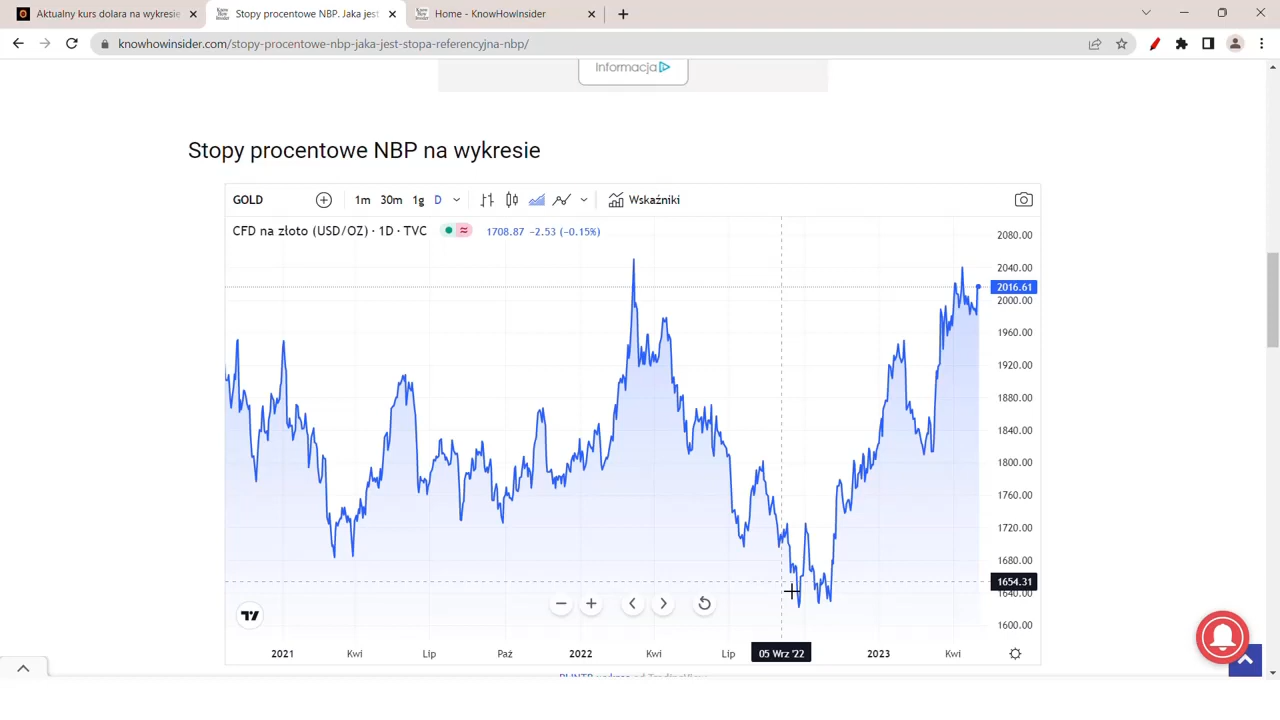 Aktualny kurs dolara na wykresie
Stopy procentowe NBP. Jaka jest
Home - KnowHowInsider
knowhowinsider.com/stopy-procentowe-nbp-jaka-jest-stopa-referencyjna-nbp/
Informacja
Stopy procentowe NBP na wykresie
GOLD 1m 30m 1g D Wskaźniki
CFD na złoto (USD/OZ) · 1D · TVC 1708.87 −2.53 (−0.15%)
2080.00
2040.00
2016.61
2000.00
1960.00
1920.00
1880.00
1840.00
1800.00
1760.00
1720.00
1680.00
1654.31
1640.00
1600.00
2021 Kwi Lip Paź 2022 Kwi Lip 05 Wrz '22 2023 Kwi